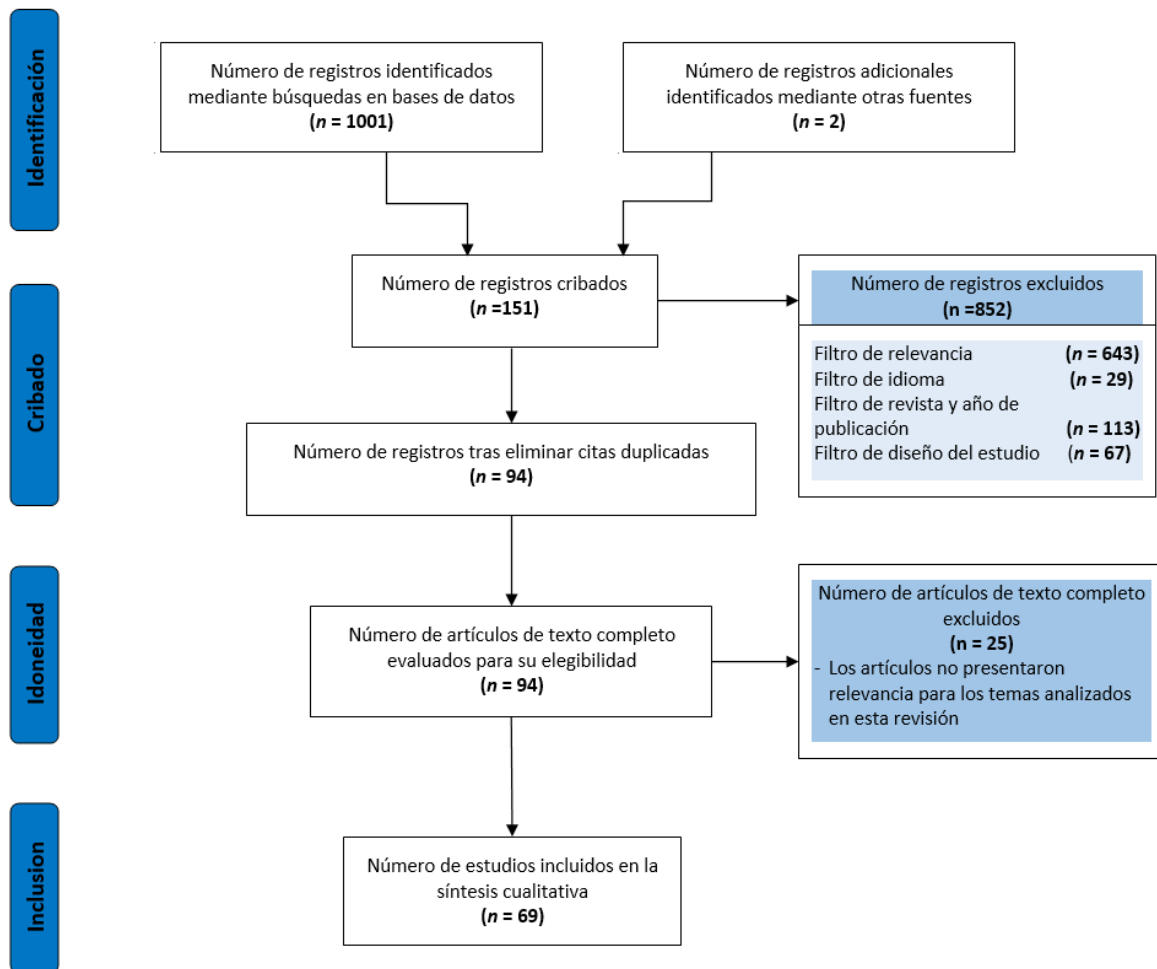 Identificación
Número de registros identificados
mediante búsquedas en bases de datos
(n = 1001)
Número de registros adicionales
identificados mediante otras fuentes
(n = 2)
Cribado
Número de registros cribados
(n =151)
Número de registros excluidos
(n =852)
Filtro de relevancia (n = 643)
Filtro de idioma (n = 29)
Filtro de revista y año de
publicación (n = 113)
Filtro de diseño del estudio (n = 67)
Número de registros tras eliminar citas duplicadas
(n = 94)
Idoneidad
Número de artículos de texto completo
evaluados para su elegibilidad
(n = 94)
Número de artículos de texto completo
excluidos
(n = 25)
- Los artículos no presentaron
relevancia para los temas analizados
en esta revisión
Inclusion
Número de estudios incluidos en la
síntesis cualitativa
(n = 69)